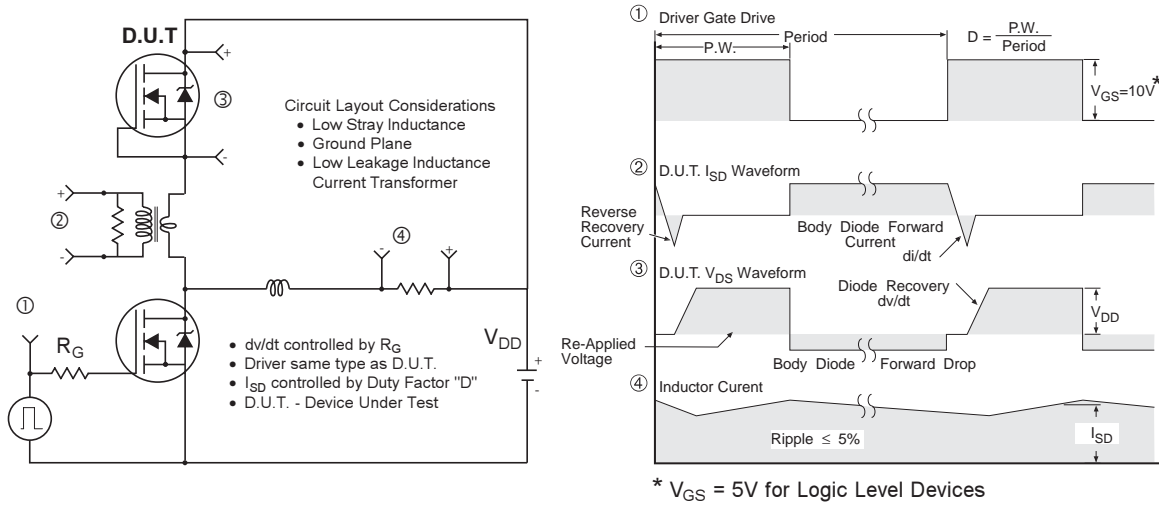 D.U.T
+
③
-
Circuit Layout Considerations
• Low Stray Inductance
• Ground Plane
• Low Leakage Inductance
Current Transformer
+
②
-
④
-
+
①
R_G
• dv/dt controlled by R_G
• Driver same type as D.U.T.
• I_SD controlled by Duty Factor "D"
• D.U.T. - Device Under Test
V_DD
+
-
① Driver Gate Drive
Period
P.W.
D = P.W.
Period
V_GS=10V*
② D.U.T. I_SD Waveform
Reverse
Recovery
Current
Body Diode Forward
Current
di/dt
③ D.U.T. V_DS Waveform
Diode Recovery
dv/dt
V_DD
Re-Applied
Voltage
Body Diode Forward Drop
④ Inductor Curent
Ripple ≤ 5%
I_SD
* V_GS = 5V for Logic Level Devices